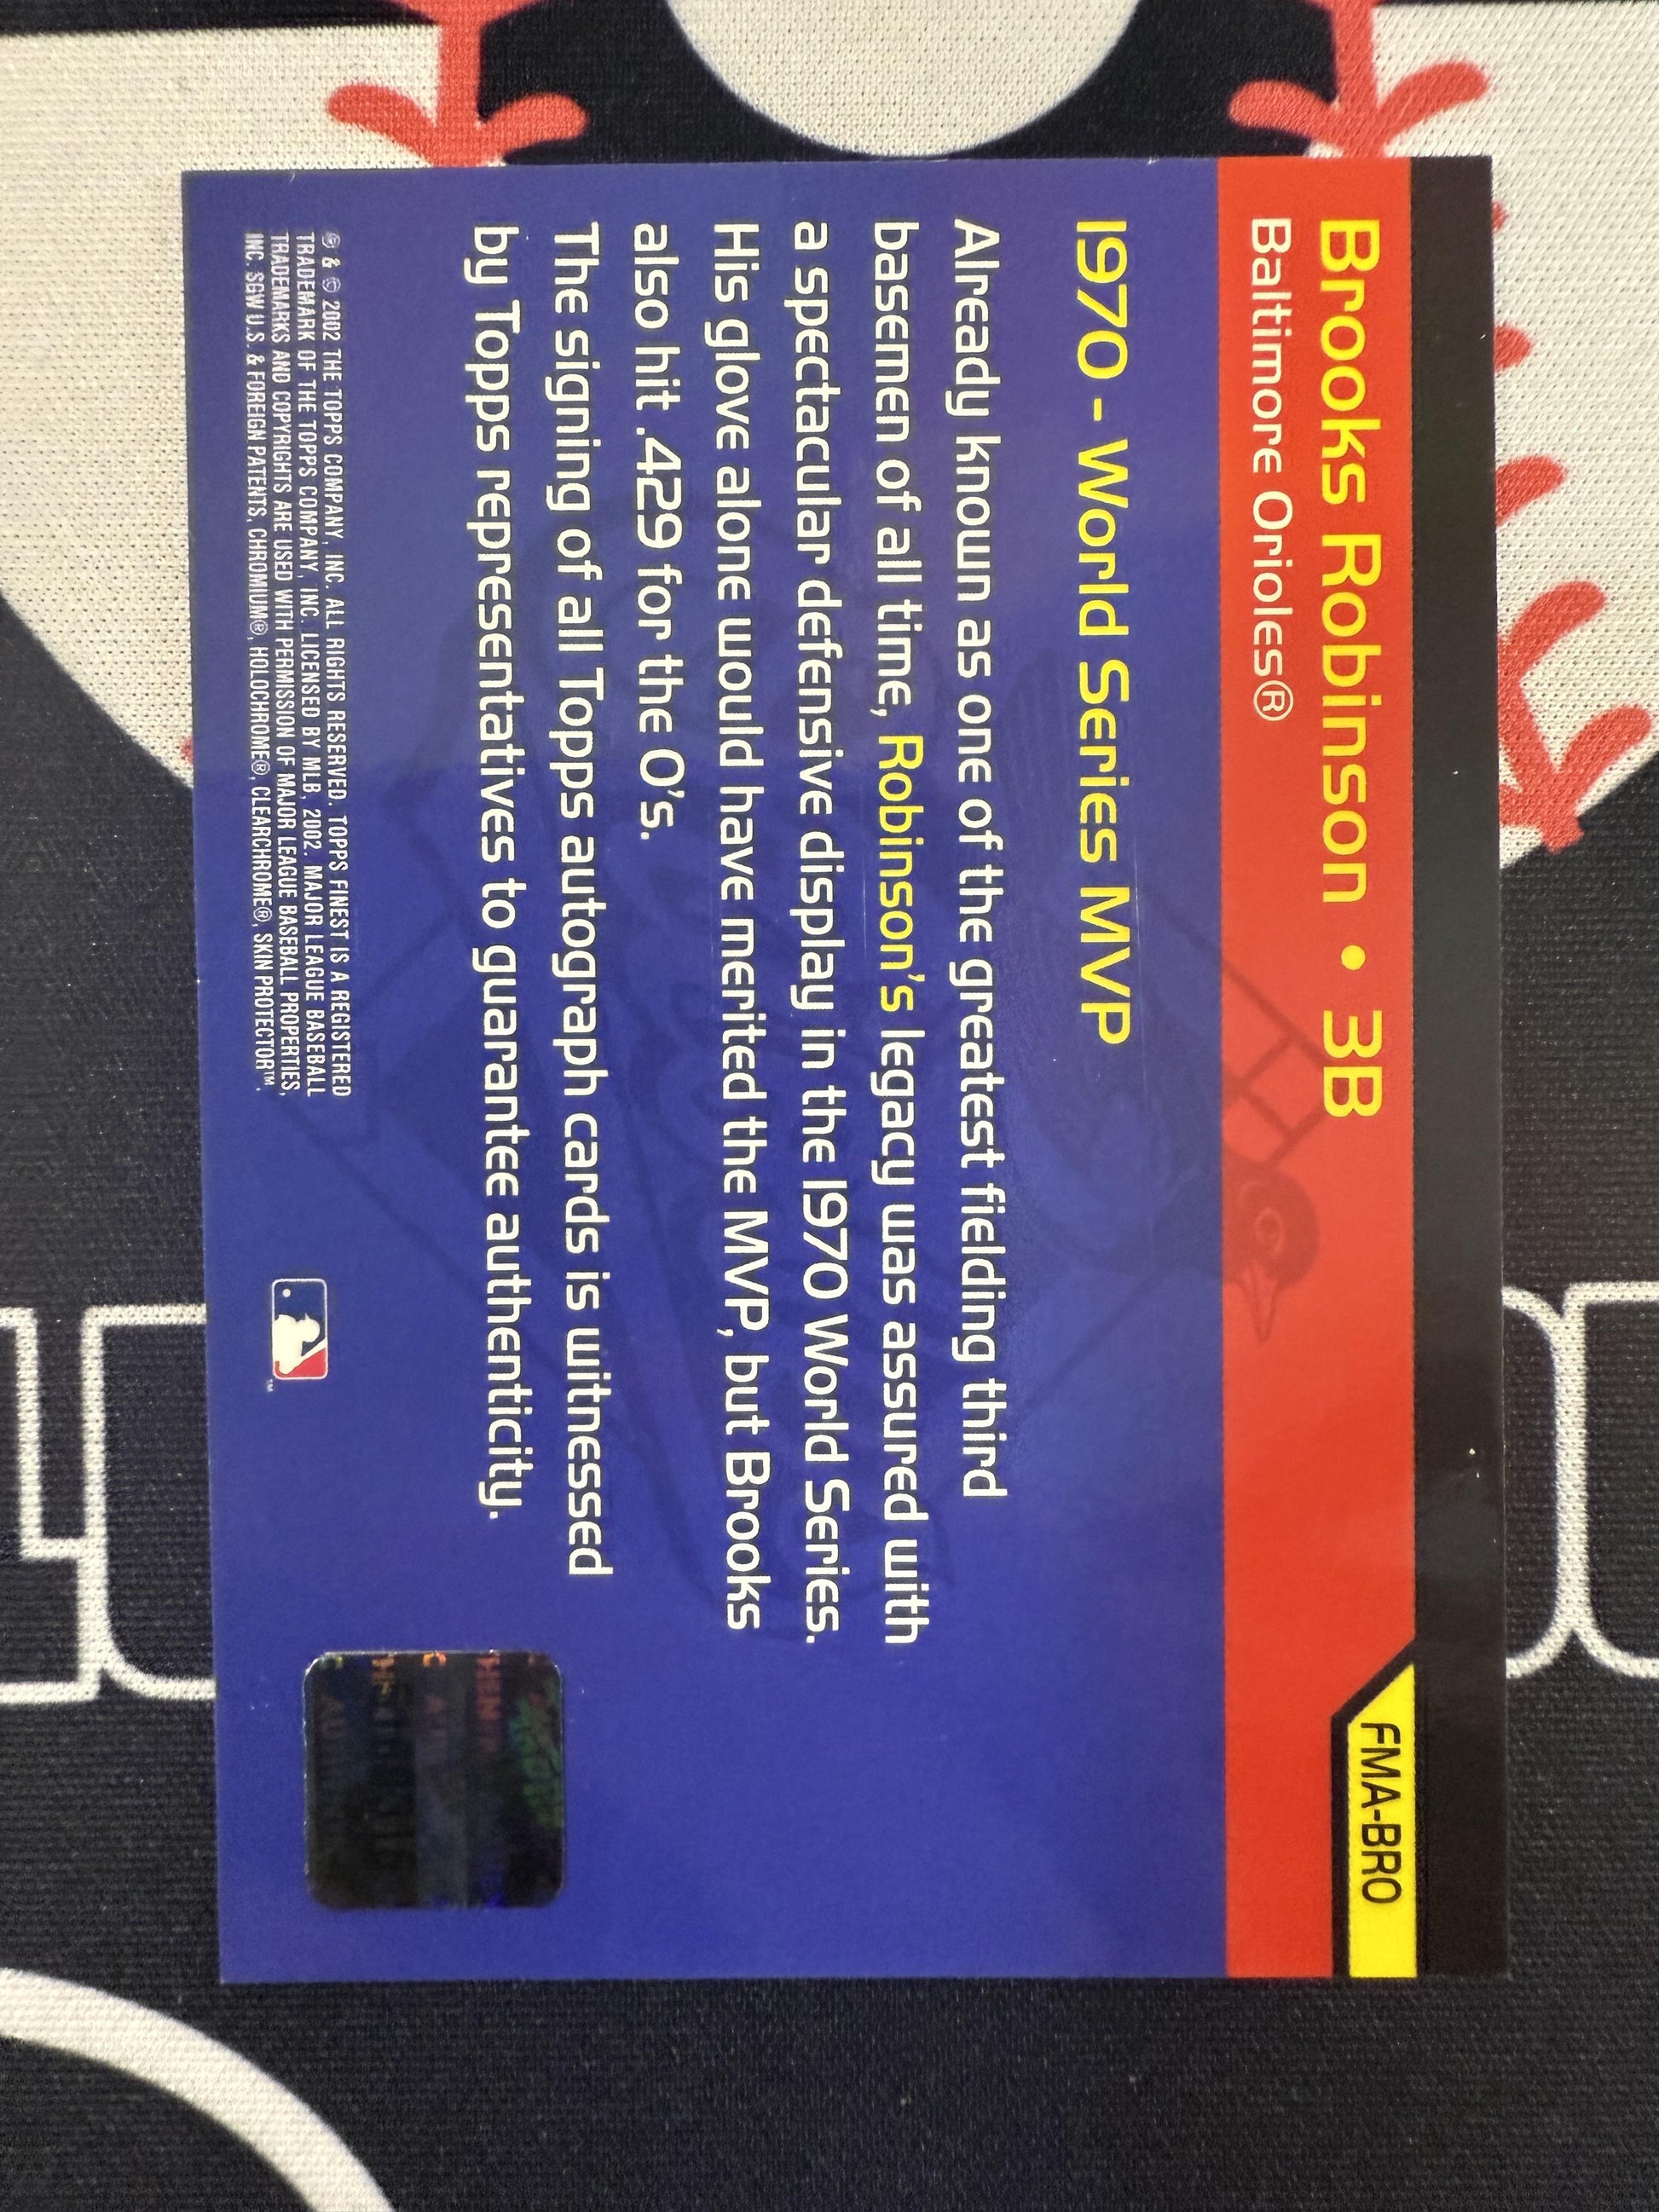 Brooks Robinson • 3B
Baltimore Orioles®
FMA-BRO
1970 - World Series MVP
Already known as one of the greatest fielding third
basemen of all time, Robinson's legacy was assured with
a spectacular defensive display in the 1970 World Series.
His glove alone would have merited the MVP, but Brooks
also hit .429 for the O's.
The signing of all Topps autograph cards is witnessed
by Topps representatives to guarantee authenticity.
® & © 2002 THE TOPPS COMPANY, INC. ALL RIGHTS RESERVED. TOPPS FINEST IS A REGISTERED
TRADEMARK OF THE TOPPS COMPANY, INC. LICENSED BY MLB, 2002. MAJOR LEAGUE BASEBALL
TRADEMARKS AND COPYRIGHTS ARE USED WITH PERMISSION OF MAJOR LEAGUE BASEBALL PROPERTIES,
INC. SGW U.S. & FOREIGN PATENTS, CHROMIUM®, HOLOCHROME®, CLEARCHROME®, SKIN PROTECTOR™.
™